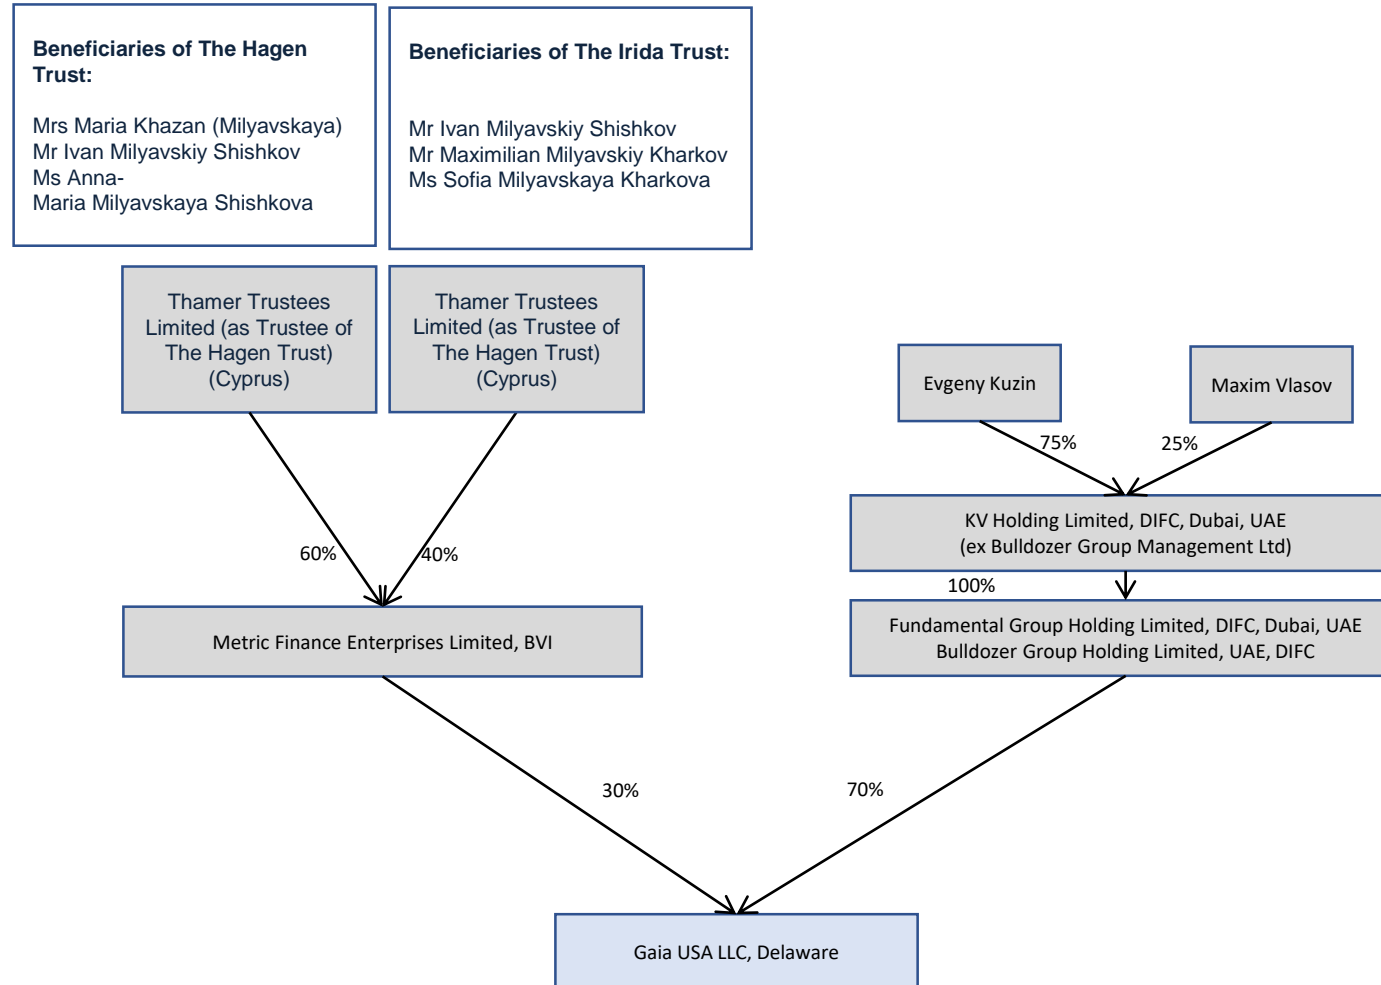 Beneficiaries of The Hagen
Trust:
Mrs Maria Khazan (Milyavskaya)
Mr Ivan Milyavskiy Shishkov
Ms Anna-
Maria Milyavskaya Shishkova
Beneficiaries of The Irida Trust:
Mr Ivan Milyavskiy Shishkov
Mr Maximilian Milyavskiy Kharkov
Ms Sofia Milyavskaya Kharkova
Thamer Trustees
Limited (as Trustee of
The Hagen Trust)
(Cyprus)
Thamer Trustees
Limited (as Trustee of
The Hagen Trust)
(Cyprus)
Evgeny Kuzin
Maxim Vlasov
75%
25%
KV Holding Limited, DIFC, Dubai, UAE
(ex Bulldozer Group Management Ltd)
60%
40%
100%
Metric Finance Enterprises Limited, BVI
Fundamental Group Holding Limited, DIFC, Dubai, UAE
Bulldozer Group Holding Limited, UAE, DIFC
30%
70%
Gaia USA LLC, Delaware